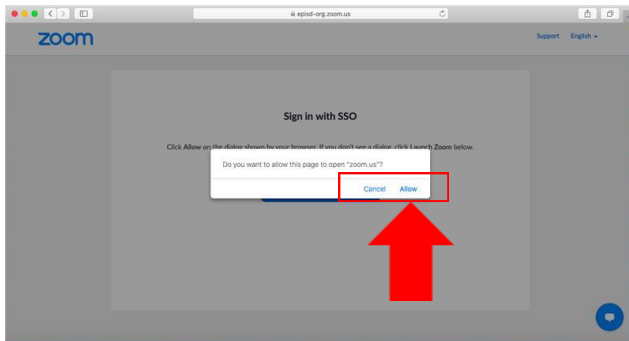 episd-org.zoom.us
zoom
Support English
Sign in with SSO
Click Allow on the dialog shown by your browser. If you don't see a dialog, click Launch Zoom below.
Do you want to allow this page to open "zoom.us"?
Cancel Allow